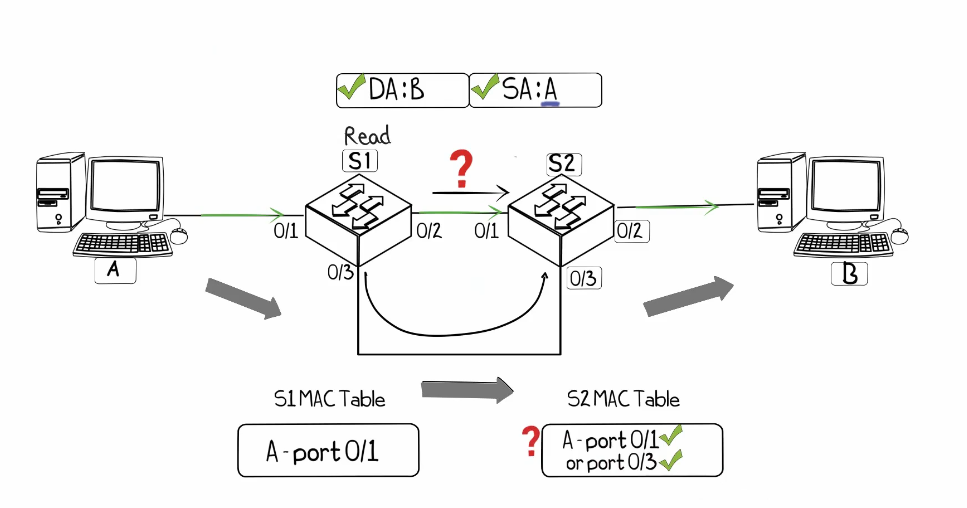 DA:B SA:A
Read
S1
?
S2
0/1
0/2
0/1
0/2
0/3
0/3
A
B
S1 MAC Table
S2 MAC Table
A-port 0/1
?
A-port 0/1
or port 0/3